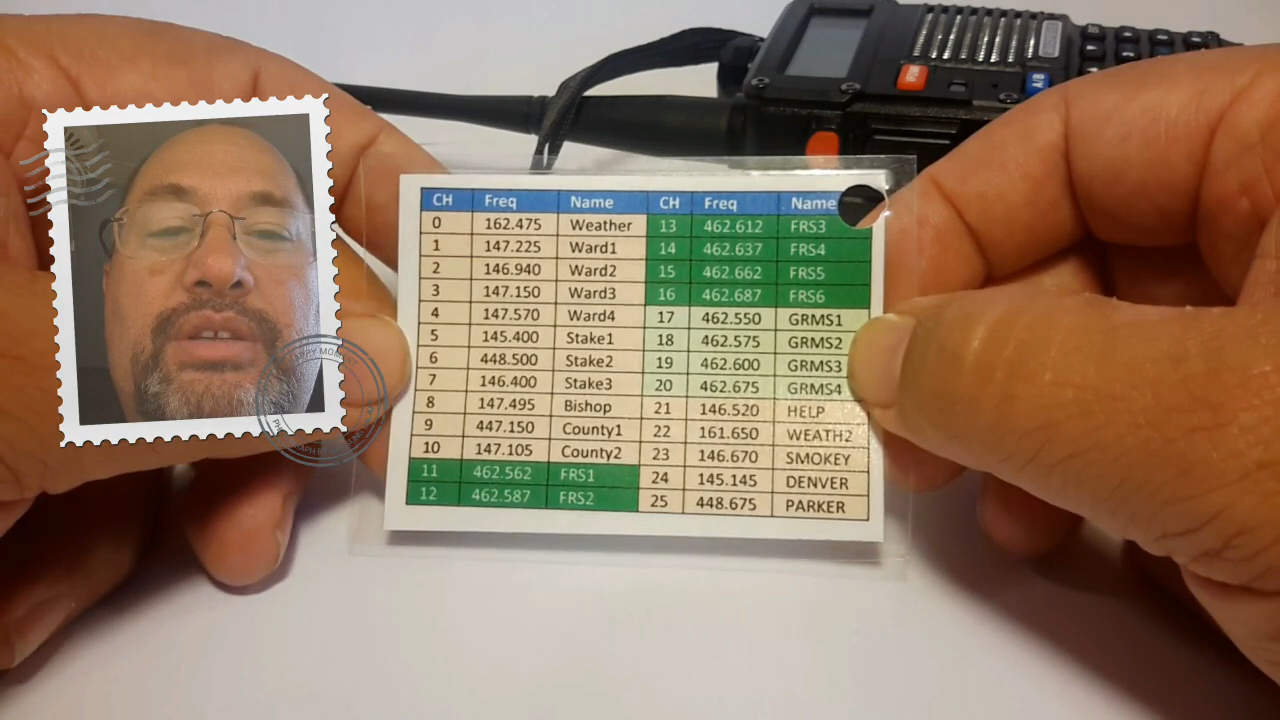 A/B
CH Freq Name CH Freq Name
0 162.475 Weather 13 462.612 FRS3
1 147.225 Ward1 14 462.637 FRS4
2 146.940 Ward2 15 462.662 FRS5
3 147.150 Ward3 16 462.687 FRS6
4 147.570 Ward4 17 462.550 GRMS1
5 145.400 Stake1 18 462.575 GRMS2
6 448.500 Stake2 19 462.600 GRMS3
7 146.400 Stake3 20 462.675 GRMS4
8 147.495 Bishop 21 146.520 HELP
9 447.150 County1 22 161.650 WEATH2
10 147.105 County2 23 146.670 SMOKEY
11 462.562 FRS1 24 145.145 DENVER
12 462.587 FRS2 25 448.675 PARKER